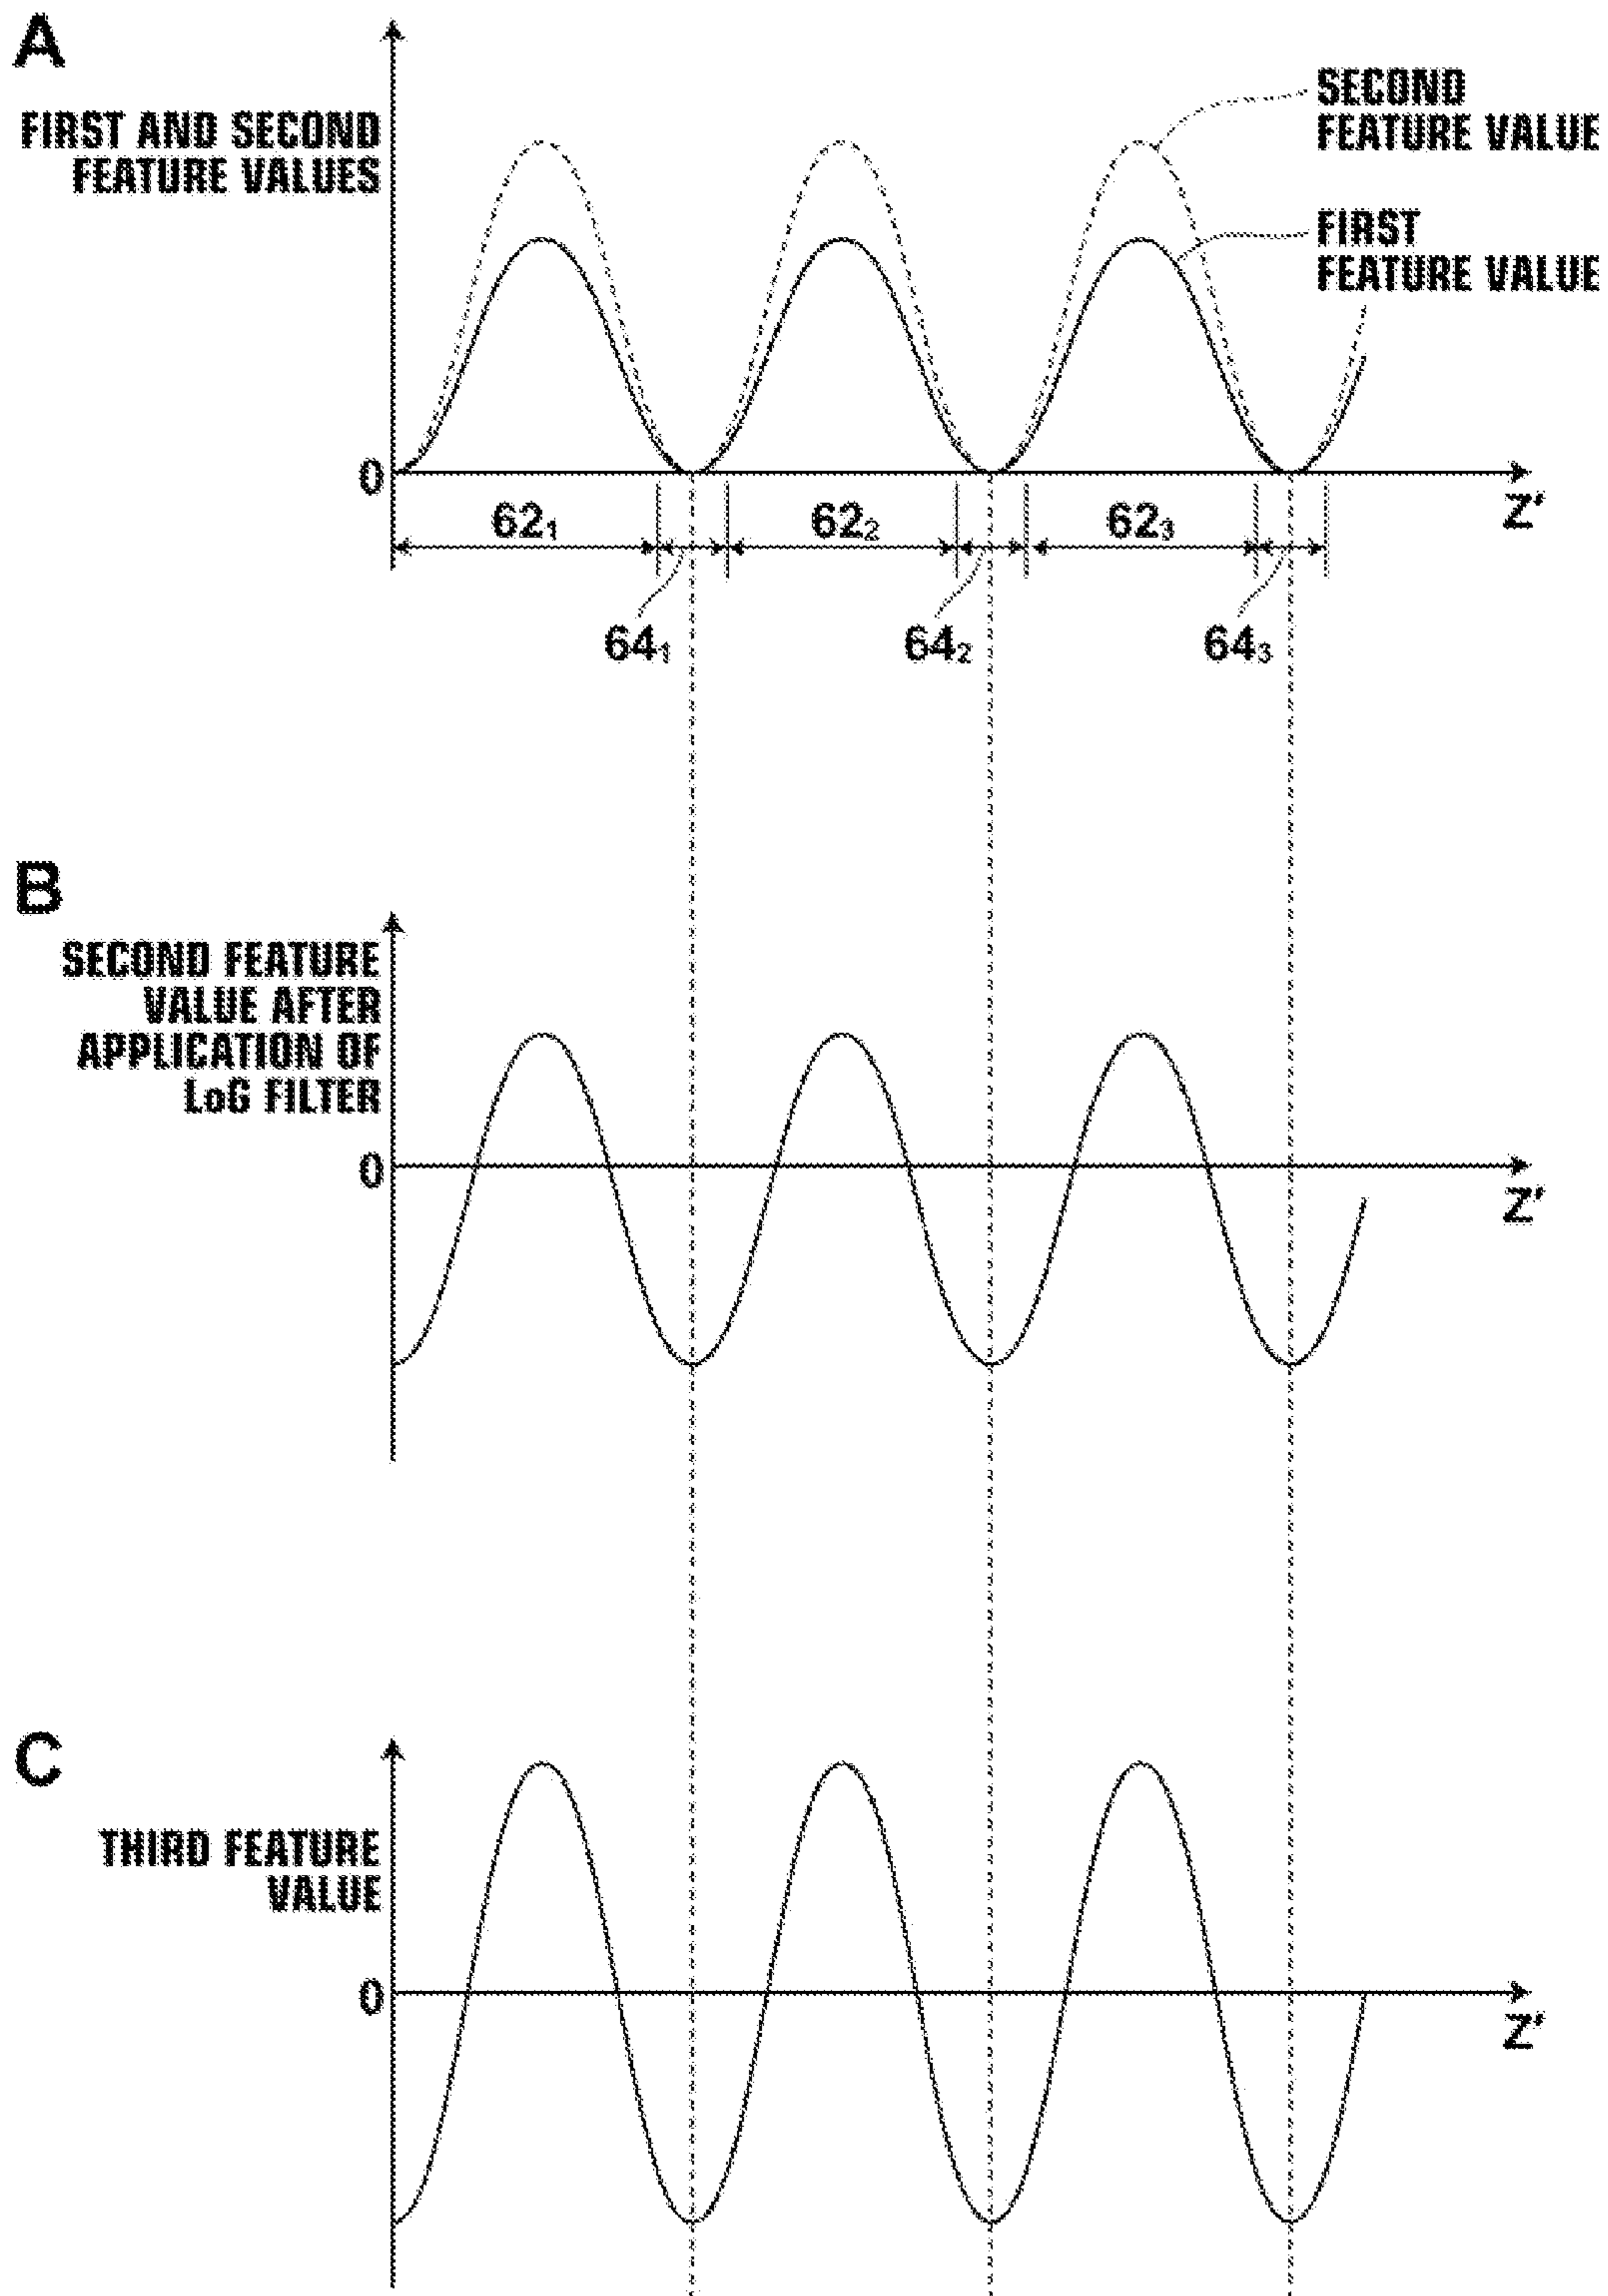 A
FIRST AND SECOND
FEATURE VALUES
SECOND
FEATURE VALUE
FIRST
FEATURE VALUE
0
Z'
62₁
62₂
62₃
64₁
64₂
64₃
B
SECOND FEATURE
VALUE AFTER
APPLICATION OF
LoG FILTER
0
Z'
C
THIRD FEATURE
VALUE
0
Z'